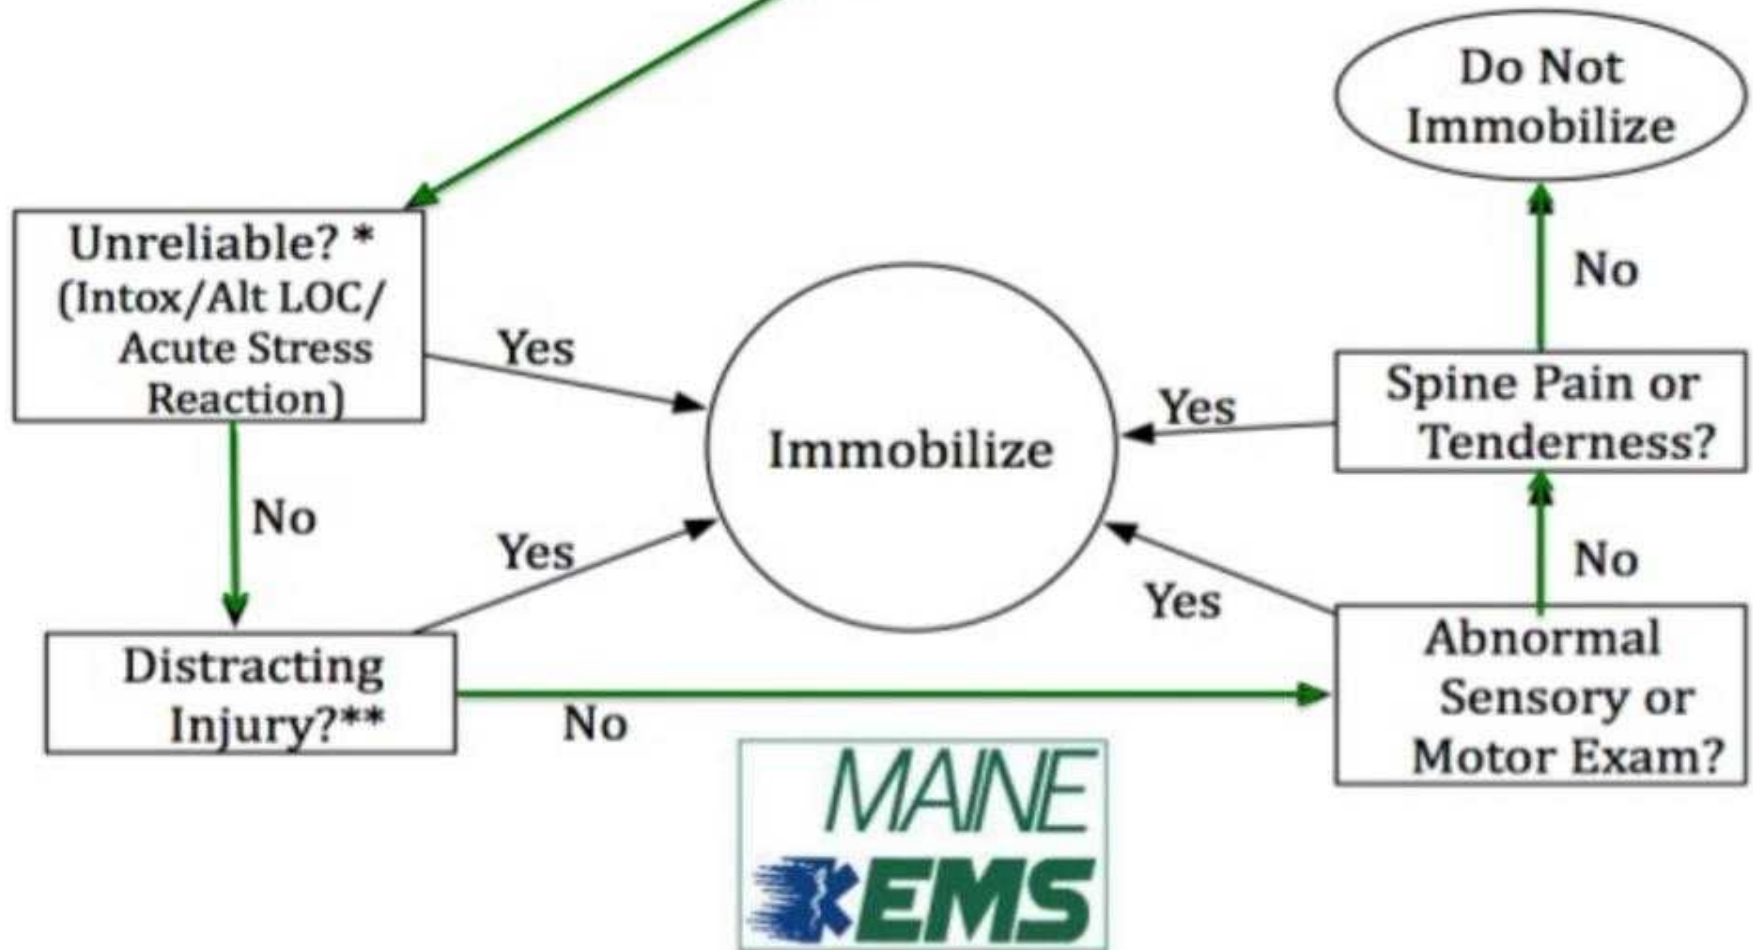 Do Not
Immobilize
No
Unreliable? *
(Intox/Alt LOC/
Acute Stress
Reaction)
Yes
No
Yes
Immobilize
Yes
Spine Pain or
Tenderness?
No
Yes
Abnormal
Sensory or
Motor Exam?
Distracting
Injury?**
No
MAINE
EMS